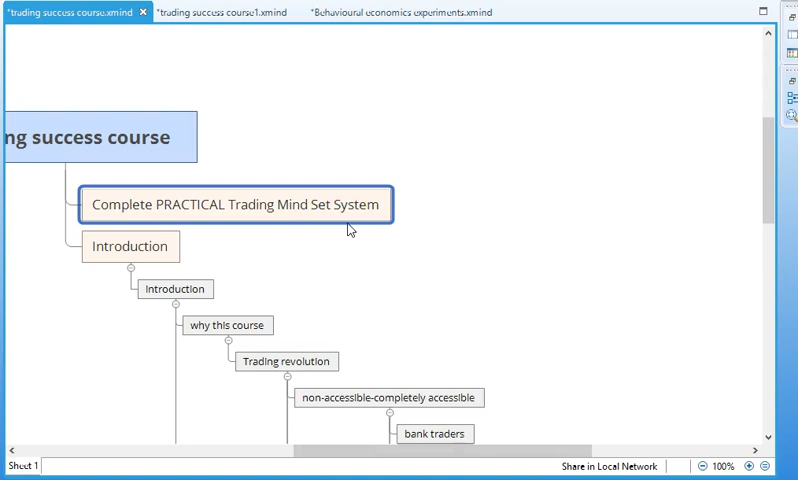 *trading success course.xmind
*trading success course1.xmind
*Behavioural economics experiments.xmind
ng success course
Complete PRACTICAL Trading Mind Set System
Introduction
Introduction
why this course
Trading revolution
non-accessible-completely accessible
bank traders
Sheet 1
Share in Local Network
100%